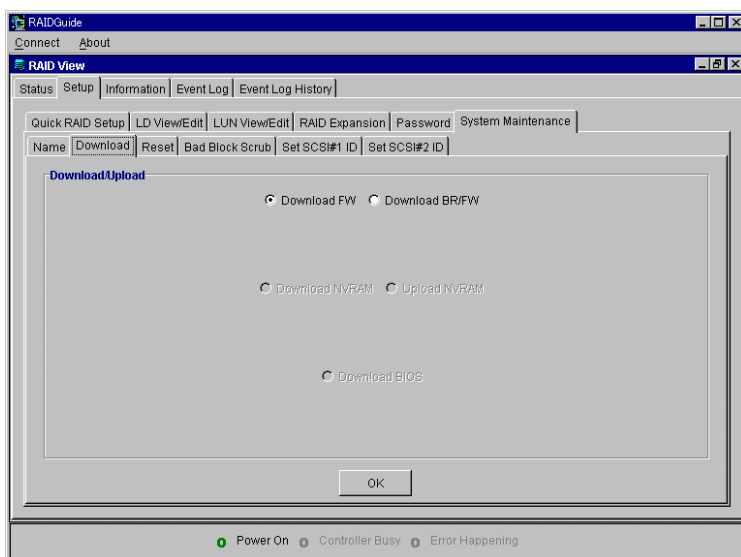 RAIDGuide
Connect About
RAID View
Status Setup Information Event Log Event Log History
Quick RAID Setup LD View/Edit LUN View/Edit RAID Expansion Password System Maintenance
Name Download Reset Bad Block Scrub Set SCSI#1 ID Set SCSI#2 ID
Download/Upload
Download FW Download BR/FW
Download NVRAM Upload NVRAM
Download BIOS
OK
Power On Controller Busy Error Happening